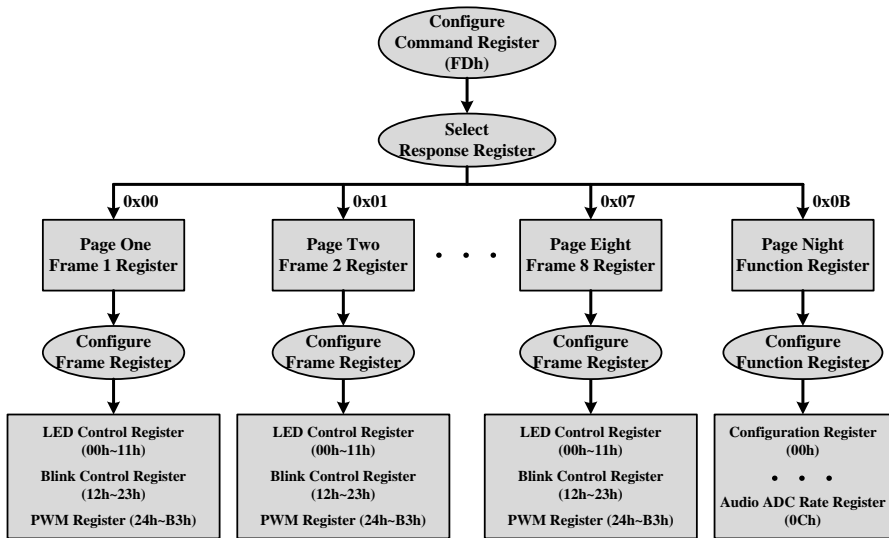 Configure
Command Register
(FDh)
Select
Response Register
0x00
0x01
0x07
0x0B
Page One
Frame 1 Register
Page Two
Frame 2 Register
. . .
Page Eight
Frame 8 Register
Page Night
Function Register
Configure
Frame Register
Configure
Frame Register
Configure
Frame Register
Configure
Function Register
LED Control Register
(00h~11h)
Blink Control Register
(12h~23h)
PWM Register (24h~B3h)
LED Control Register
(00h~11h)
Blink Control Register
(12h~23h)
PWM Register (24h~B3h)
LED Control Register
(00h~11h)
Blink Control Register
(12h~23h)
PWM Register (24h~B3h)
Configuration Register
(00h)
. . .
Audio ADC Rate Register
(0Ch)